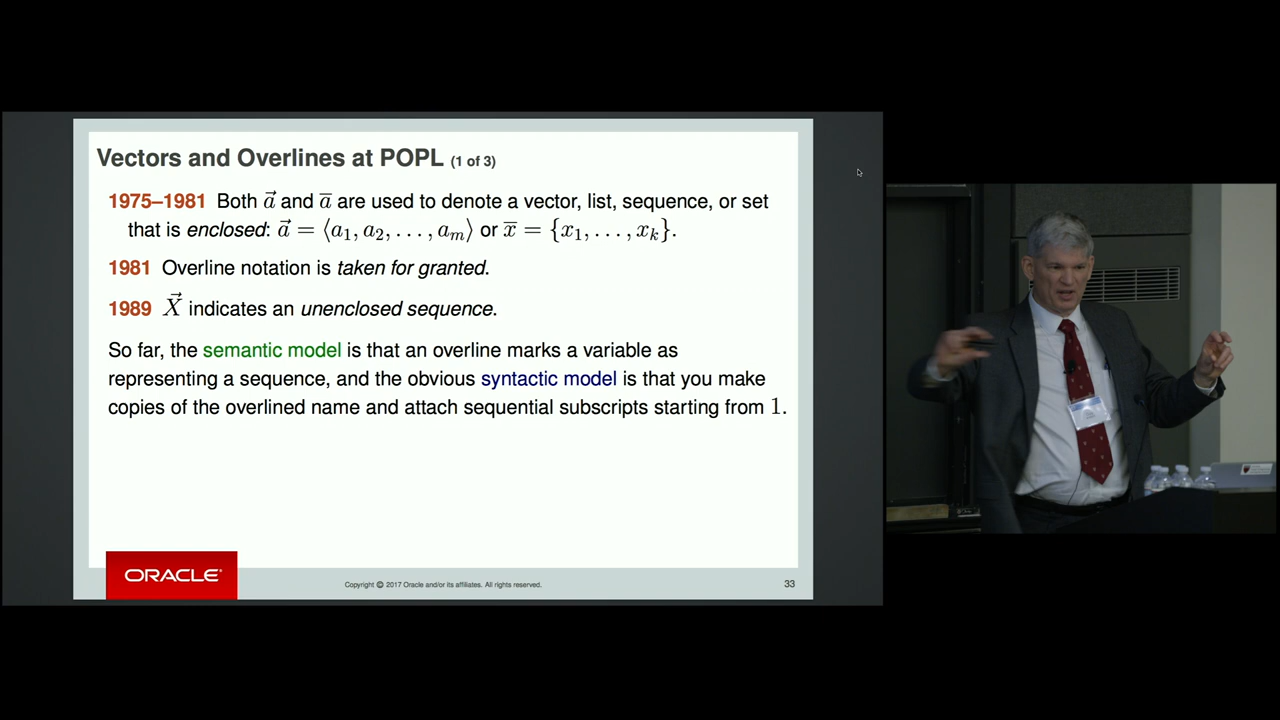 Vectors and Overlines at POPL (1 of 3)
1975–1981 Both a⃗ and a̅ are used to denote a vector, list, sequence, or set
that is enclosed: a⃗ = ⟨a₁, a₂, . . . , aₘ⟩ or x̅ = {x₁, . . . , xₖ}.
1981 Overline notation is taken for granted.
1989 X⃗ indicates an unenclosed sequence.
So far, the semantic model is that an overline marks a variable as
representing a sequence, and the obvious syntactic model is that you make
copies of the overlined name and attach sequential subscripts starting from 1.
ORACLE®
Copyright © 2017 Oracle and/or its affiliates. All rights reserved.
33